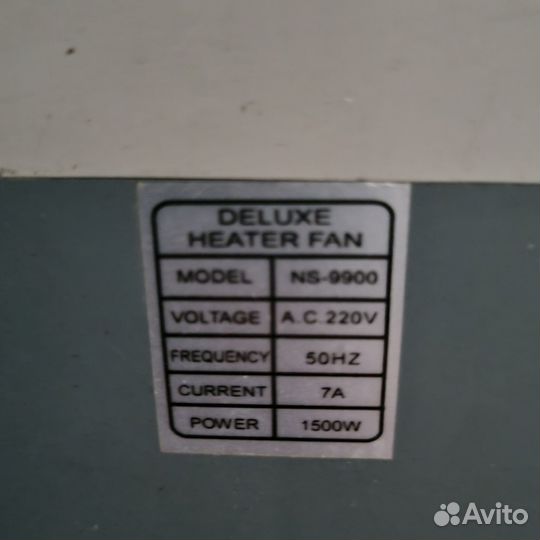 DELUXE
HEATER FAN
MODEL NS-9900
VOLTAGE A.C.220V
FREQUENCY 50HZ
CURRENT 7A
POWER 1500W
Avito